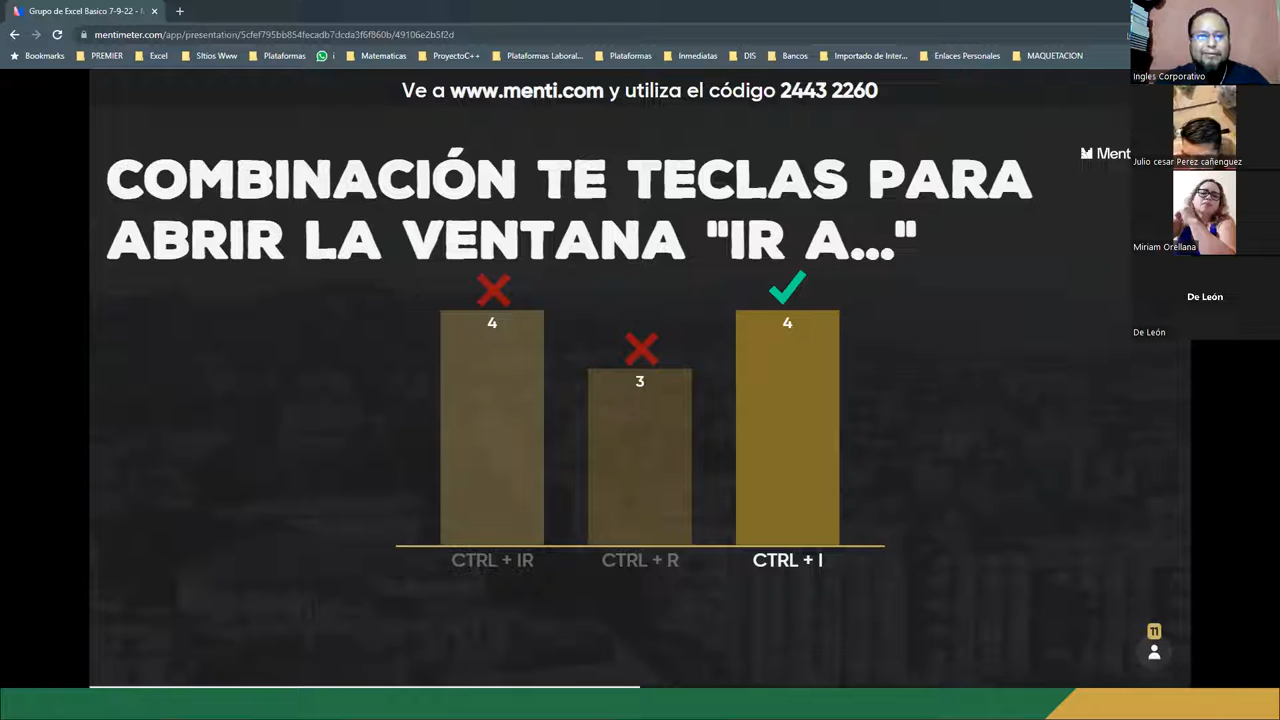 Grupo de Excel Basico 7-9-22 - M
mentimeter.com/app/presentation/5cfef795bb854fecadb7dcda3f6f860b/49106e2b5f2d
Bookmarks PREMIER Excel Sitios Www Plataformas i Matematicas ProyectoC++ Plataformas Laboral... Plataformas Inmediatas DIS Bancos Importado de Inter... Enlaces Personales MAQUETACION
Ingles Corporativo
Ve a www.menti.com y utiliza el código 2443 2260
Ment
Julio cesar Perez cañenguez
COMBINACIÓN TE TECLAS PARA
ABRIR LA VENTANA "IR A..."
Miriam Orellana
De León
De León
4
3
4
CTRL + IR
CTRL + R
CTRL + I
11